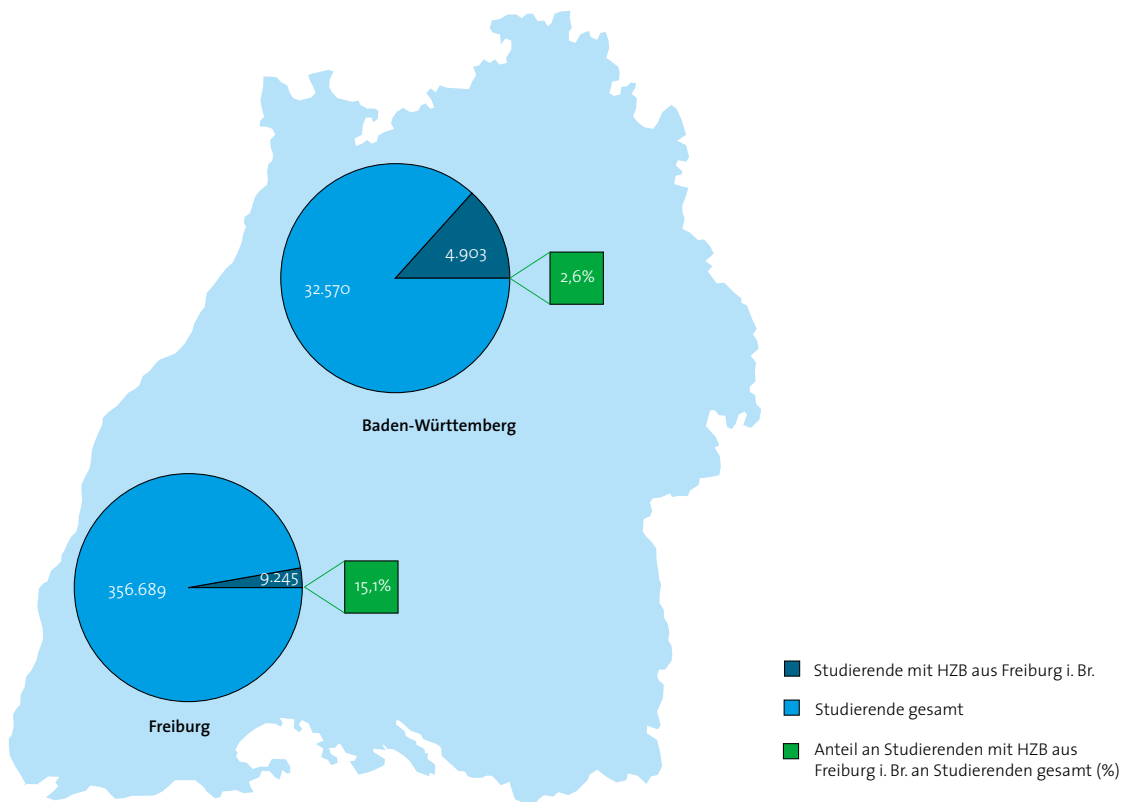 4.903
32.570
2,6%
Baden-Württemberg
9.245
356.689
15,1%
Freiburg
Studierende mit HZB aus Freiburg i. Br.
Studierende gesamt
Anteil an Studierenden mit HZB aus
Freiburg i. Br. an Studierenden gesamt (%)